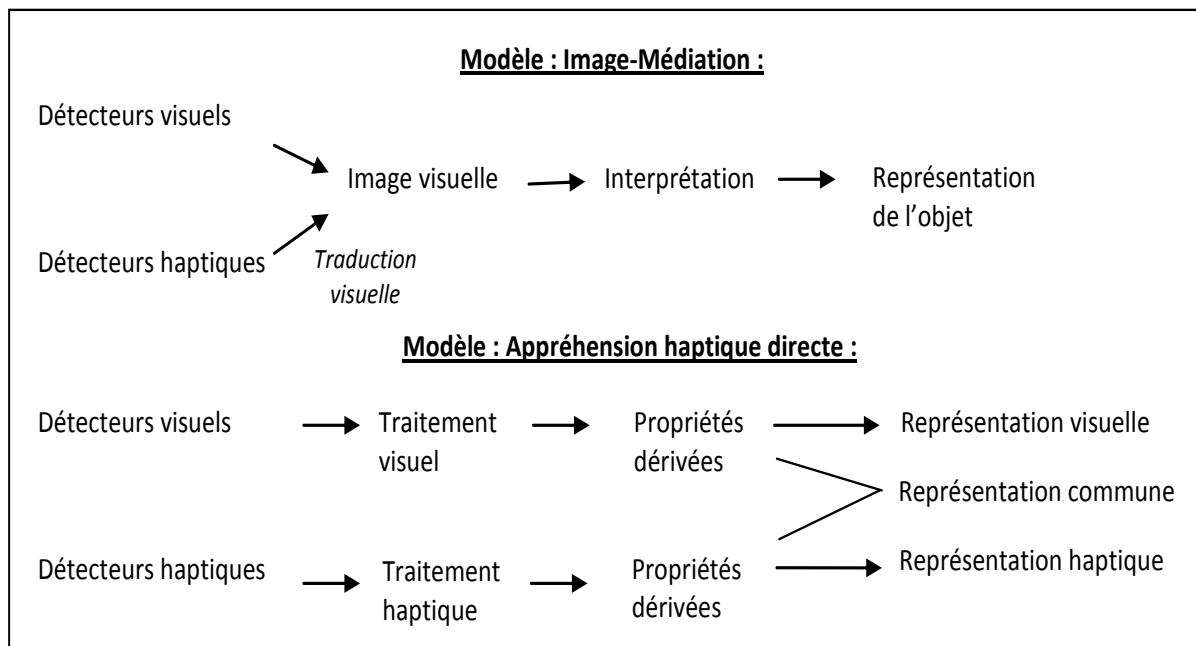 Modèle : Image-Médiation :
Détecteurs visuels
Image visuelle
Interprétation
Représentation
de l’objet
Détecteurs haptiques
Traduction
visuelle
Modèle : Appréhension haptique directe :
Détecteurs visuels
Traitement
visuel
Propriétés
dérivées
Représentation visuelle
Représentation commune
Détecteurs haptiques
Traitement
haptique
Propriétés
dérivées
Représentation haptique